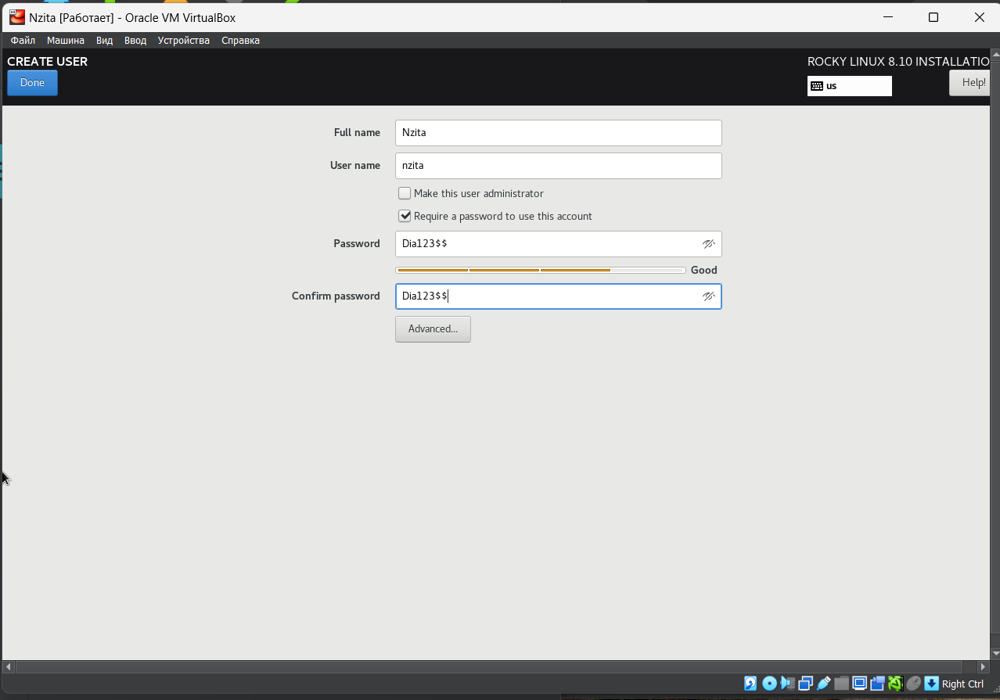 Nzita [Работает] - Oracle VM VirtualBox
Файл Машина Вид Ввод Устройства Справка
CREATE USER
ROCKY LINUX 8.10 INSTALLATIO
Done
us
Help!
Full name
Nzita
User name
nzita
Make this user administrator
Require a password to use this account
Password
Dia123$$
Good
Confirm password
Dia123$$
Advanced...
Right Ctrl